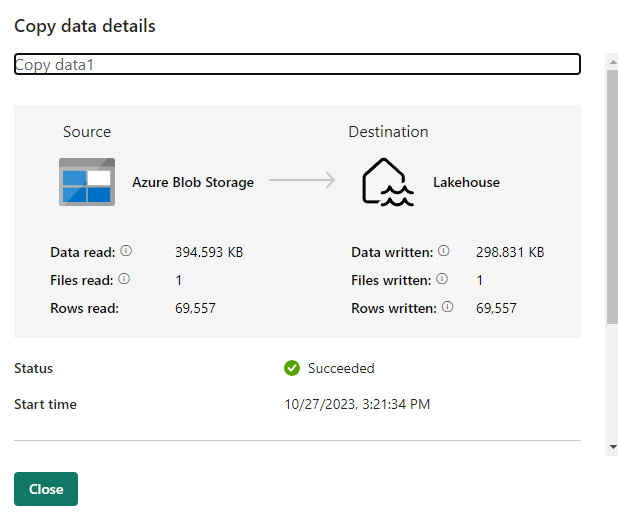 Copy data details
Copy data1
Source Destination
Azure Blob Storage Lakehouse
Data read: 394.593 KB Data written: 298.831 KB
Files read: 1 Files written: 1
Rows read: 69,557 Rows written: 69,557
Status Succeeded
Start time 10/27/2023, 3:21:34 PM
Close